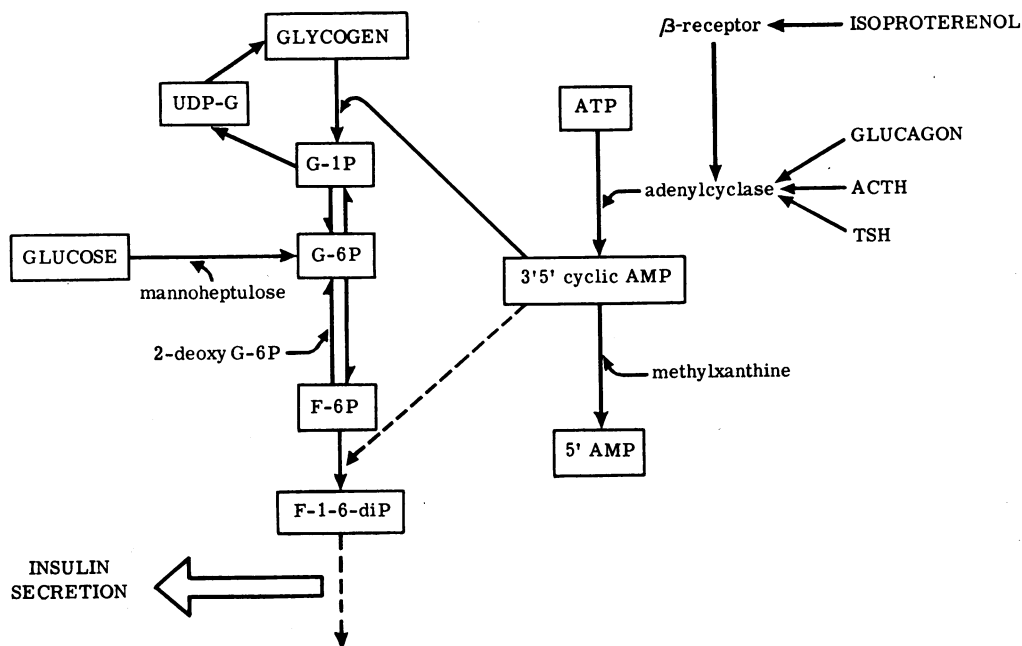 GLYCOGEN
UDP-G
G-1P
GLUCOSE
G-6P
mannoheptulose
2-deoxy G-6P
F-6P
F-1-6-diP
INSULIN
SECRETION
β-receptor
ISOPROTERENOL
ATP
GLUCAGON
adenylcyclase
ACTH
TSH
3'5' cyclic AMP
methylxanthine
5' AMP